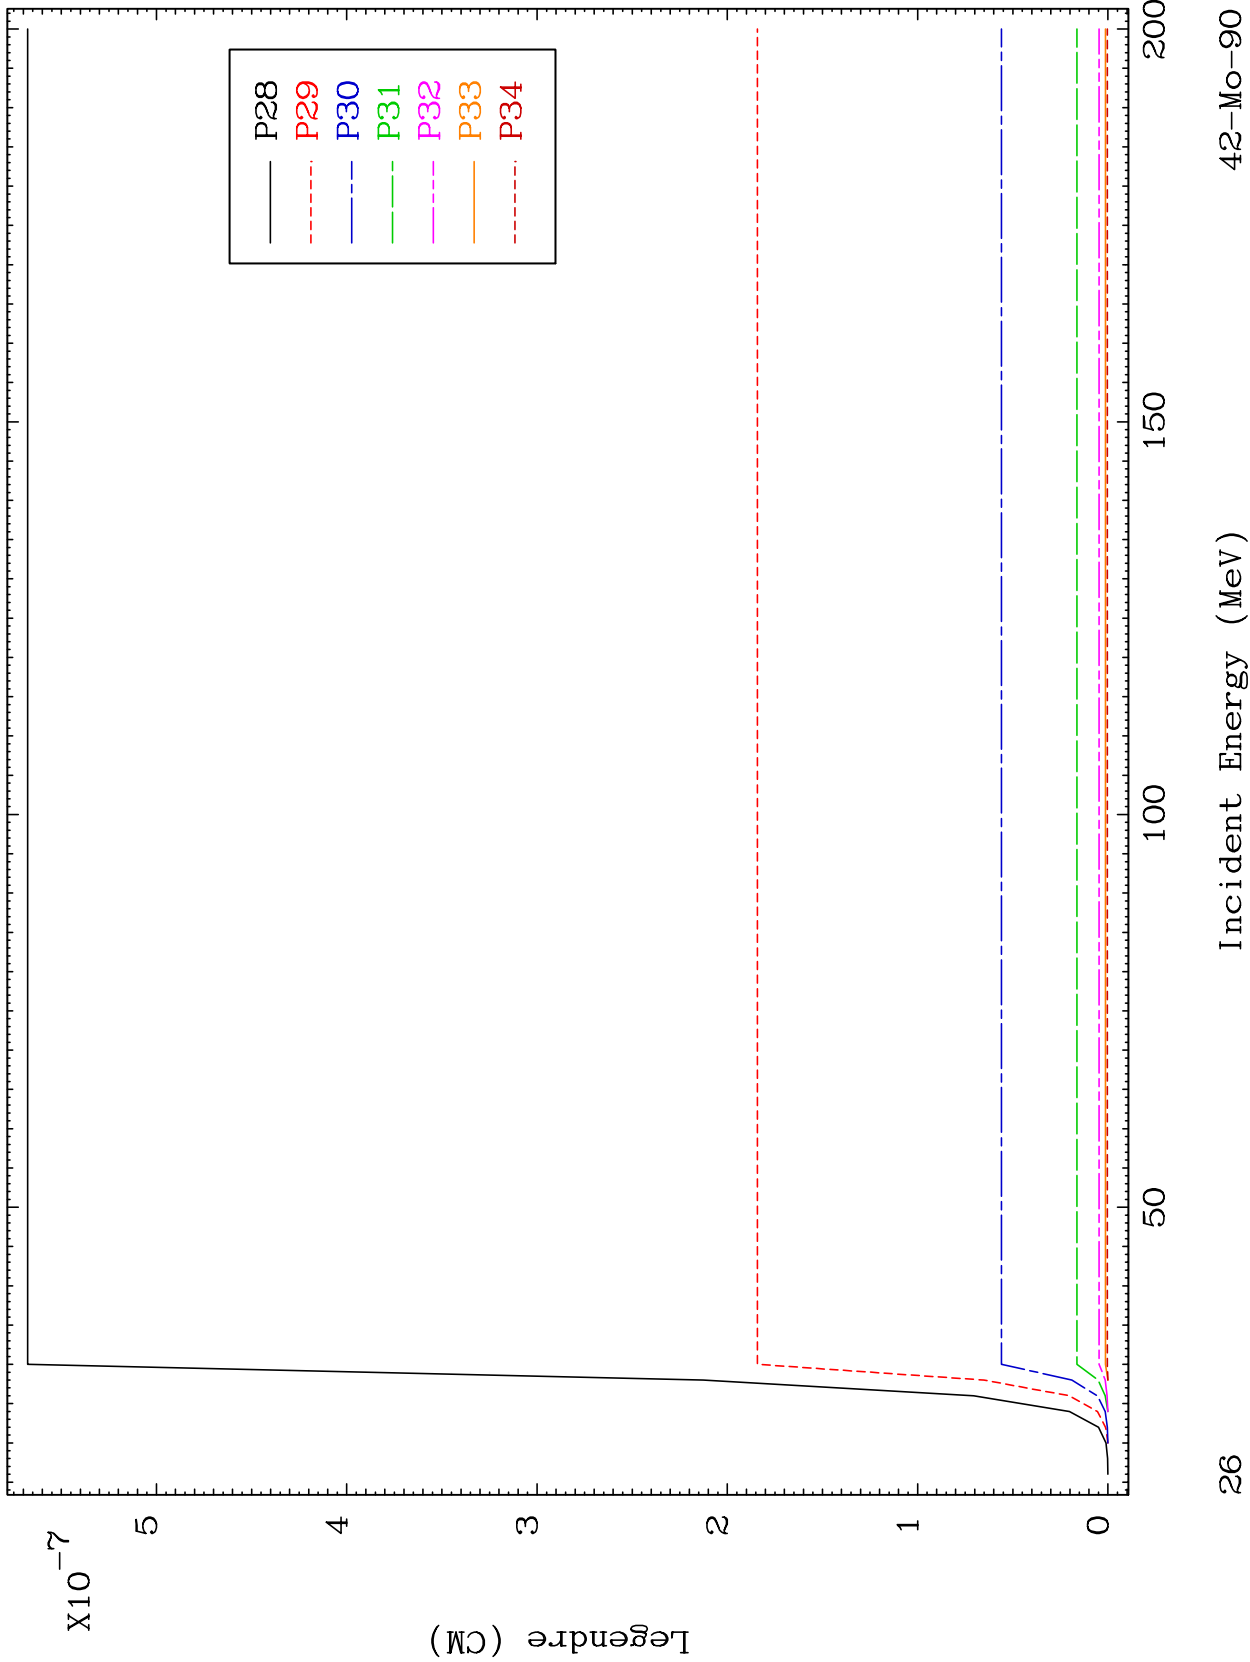 X10-7
5
4
3
2
1
0
Legendre (CM)
P28
P29
P30
P31
P32
P33
P34
50
100
150
200
Incident Energy (MeV)
26
42-Mo-90